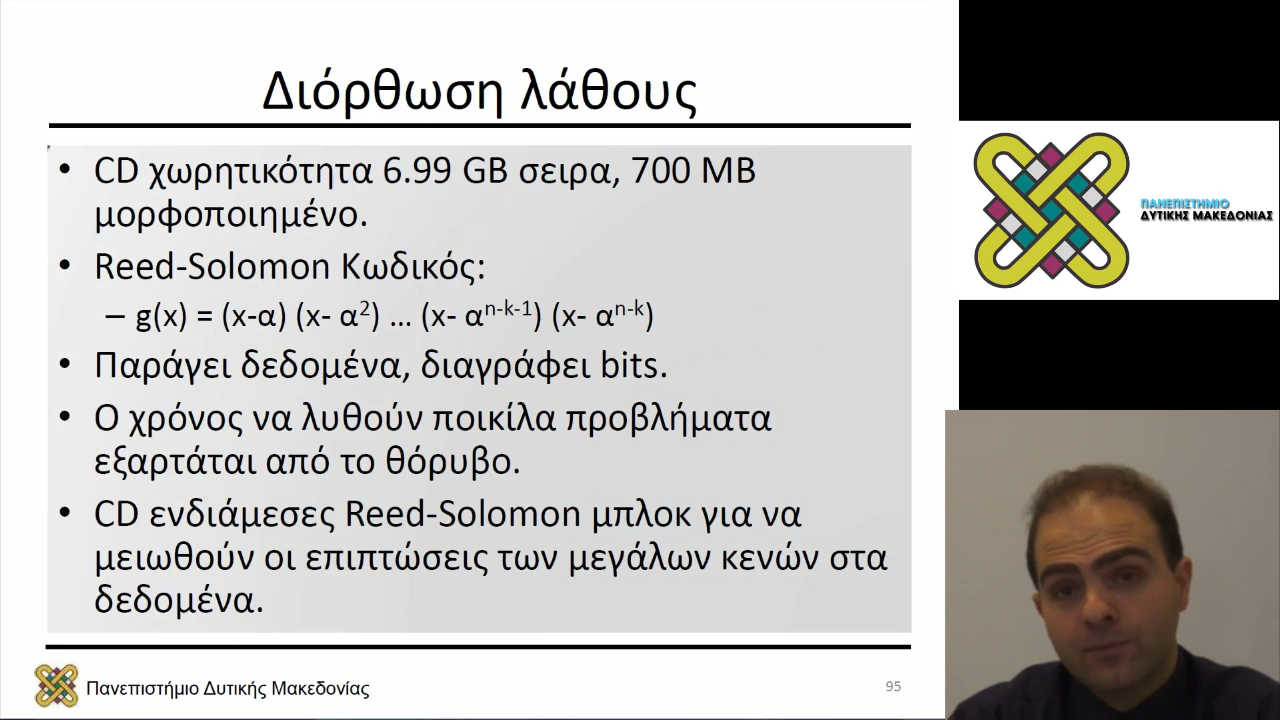 Διόρθωση λάθους
• CD χωρητικότητα 6.99 GB σειρα, 700 MB
μορφοποιημένο.
• Reed-Solomon Κωδικός:
– g(x) = (x-α) (x- α²) … (x- αⁿ⁻ᵏ⁻¹) (x- αⁿ⁻ᵏ)
• Παράγει δεδομένα, διαγράφει bits.
• Ο χρόνος να λυθούν ποικίλα προβλήματα
εξαρτάται από το θόρυβο.
• CD ενδιάμεσες Reed-Solomon μπλοκ για να
μειωθούν οι επιπτώσεις των μεγάλων κενών στα
δεδομένα.
Πανεπιστήμιο Δυτικής Μακεδονίας
95
ΠΑΝΕΠΙΣΤΗΜΙΟ
ΔΥΤΙΚΗΣ ΜΑΚΕΔΟΝΙΑΣ